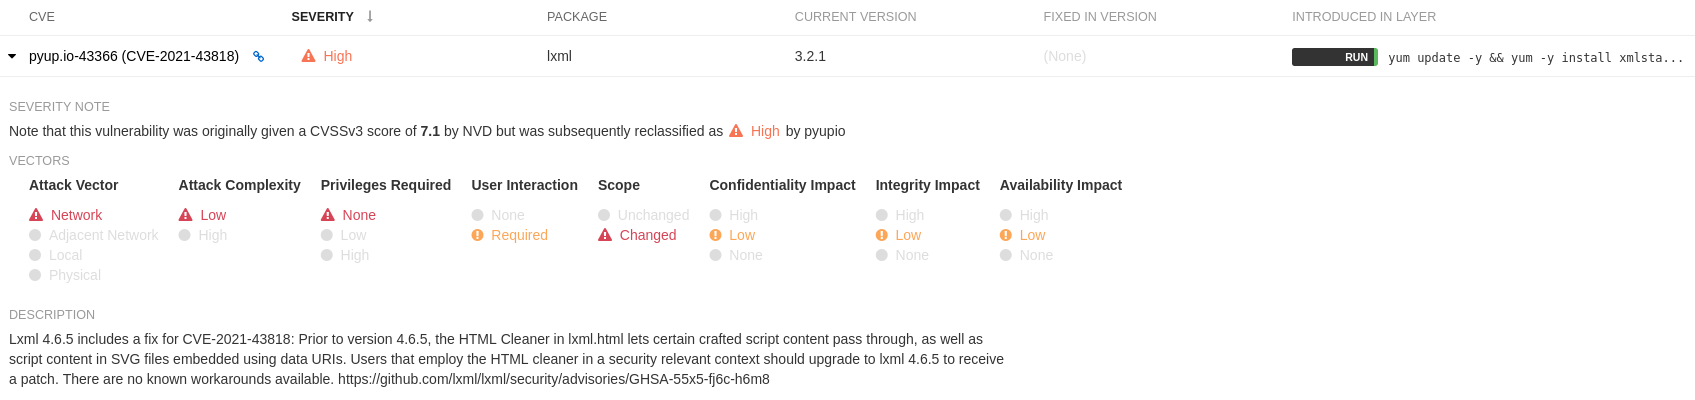 CVE SEVERITY ↓ PACKAGE CURRENT VERSION FIXED IN VERSION INTRODUCED IN LAYER
pyup.io-43366 (CVE-2021-43818) High lxml 3.2.1 (None) RUN yum update -y && yum -y install xmlsta...
SEVERITY NOTE
Note that this vulnerability was originally given a CVSSv3 score of 7.1 by NVD but was subsequently reclassified as High by pyupio
VECTORS
Attack Vector Attack Complexity Privileges Required User Interaction Scope Confidentiality Impact Integrity Impact Availability Impact
Network Low None None Unchanged High High High
Adjacent Network High Low Required Changed Low Low Low
Local High None None None
Physical
DESCRIPTION
Lxml 4.6.5 includes a fix for CVE-2021-43818: Prior to version 4.6.5, the HTML Cleaner in lxml.html lets certain crafted script content pass through, as well as
script content in SVG files embedded using data URIs. Users that employ the HTML cleaner in a security relevant context should upgrade to lxml 4.6.5 to receive
a patch. There are no known workarounds available. https://github.com/lxml/lxml/security/advisories/GHSA-55x5-fj6c-h6m8